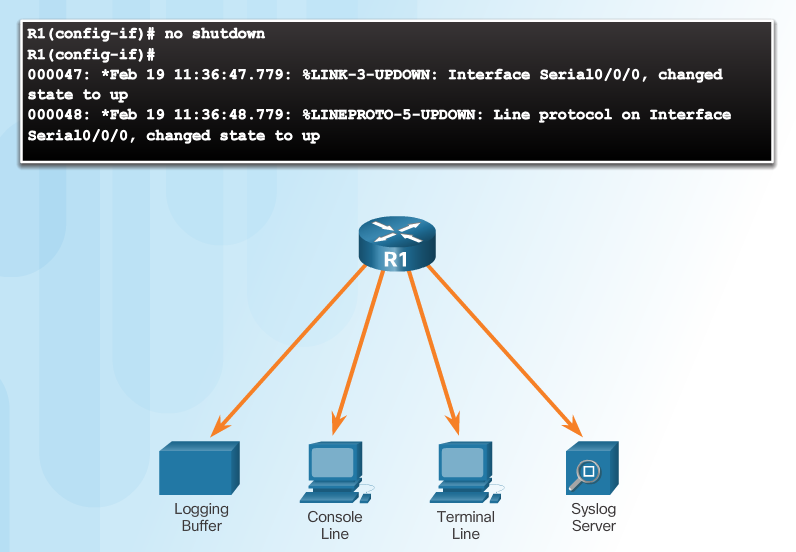 R1(config-if)# no shutdown
R1(config-if)#
000047: *Feb 19 11:36:47.779: %LINK-3-UPDOWN: Interface Serial0/0/0, changed
state to up
000048: *Feb 19 11:36:48.779: %LINEPROTO-5-UPDOWN: Line protocol on Interface
Serial0/0/0, changed state to up
R1
Logging
Buffer
Console
Line
Terminal
Line
Syslog
Server